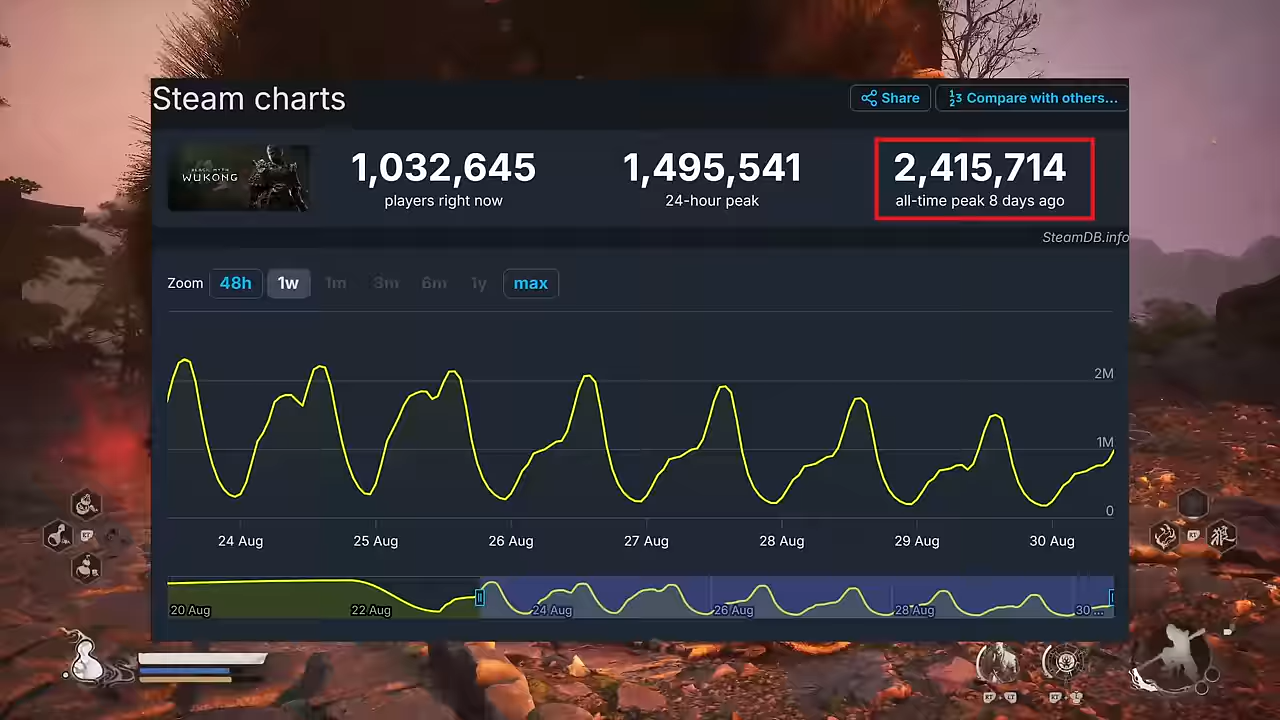 Steam charts
Share
Compare with others...
BLACK MYTH
WUKONG
1,032,645
players right now
1,495,541
24-hour peak
2,415,714
all-time peak 8 days ago
SteamDB.info
Zoom 48h 1w 1m 3m 6m 1y max
2M
1M
0
24 Aug 25 Aug 26 Aug 27 Aug 28 Aug 29 Aug 30 Aug
20 Aug 22 Aug 24 Aug 26 Aug 28 Aug 30 ...
RT LT RT